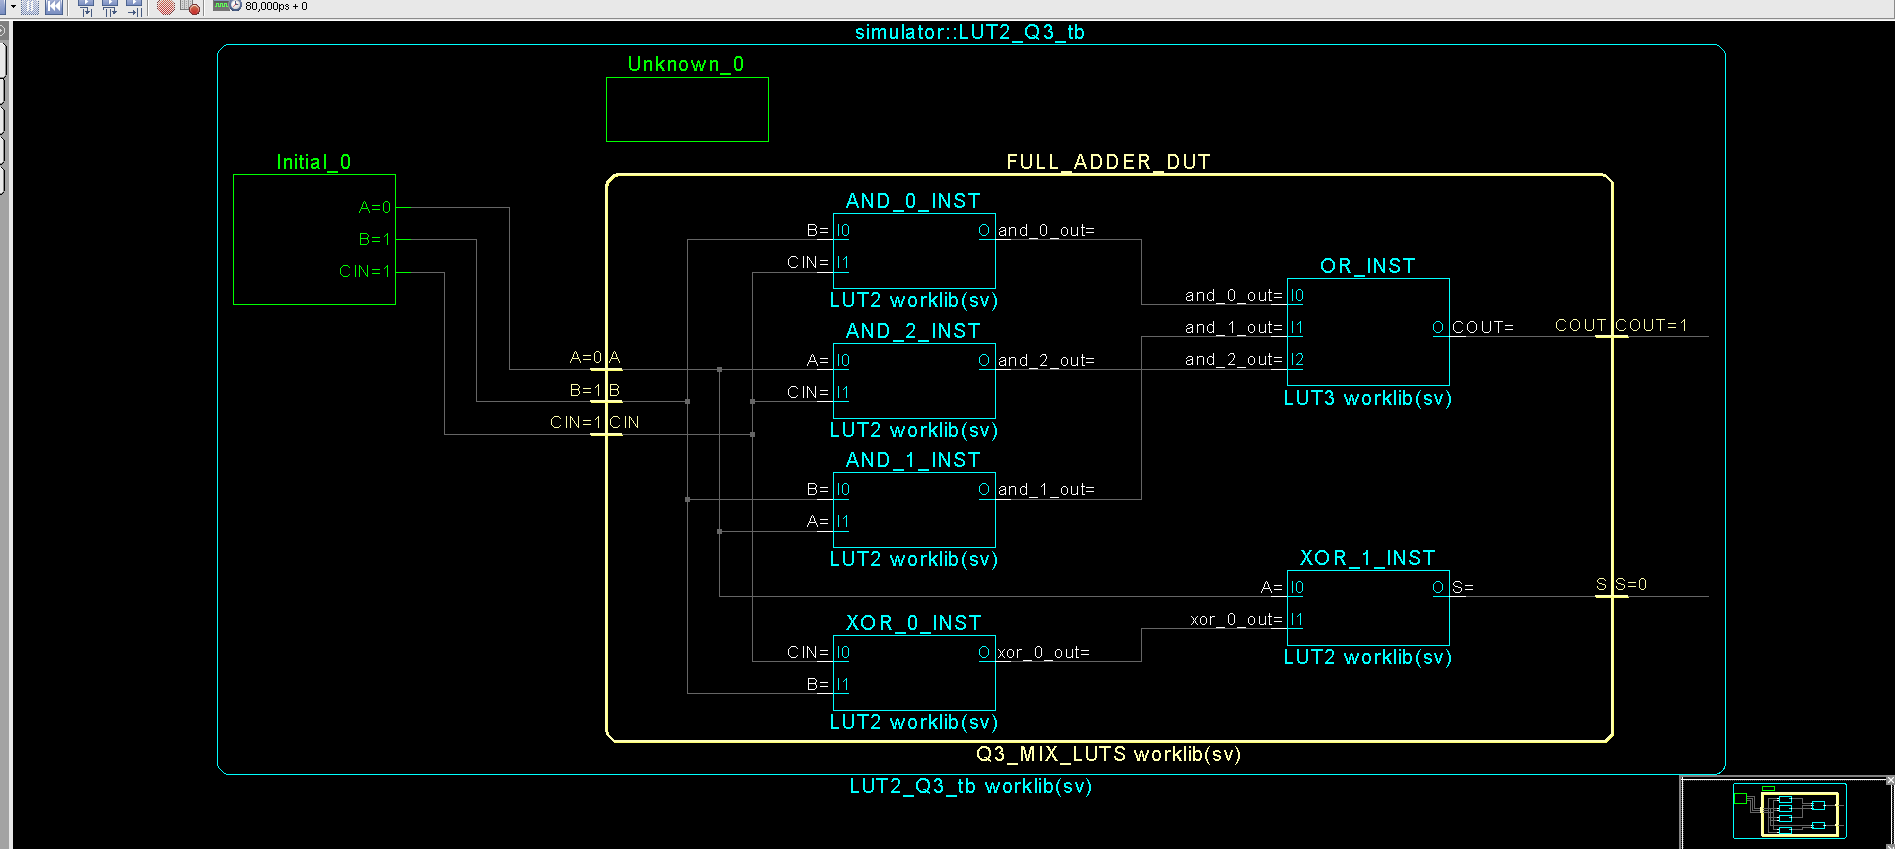 80,000ps + 0
simulator::LUT2_Q3_tb
Unknown_0
Initial_0
A=0
B=1
CIN=1
FULL_ADDER_DUT
A=0 A
B=1 B
CIN=1 CIN
AND_0_INST
B= I0 O and_0_out=
CIN= I1
LUT2 worklib(sv)
AND_2_INST
A= I0 O and_2_out=
CIN= I1
LUT2 worklib(sv)
AND_1_INST
B= I0 O and_1_out=
A= I1
LUT2 worklib(sv)
XOR_0_INST
CIN= I0 O xor_0_out=
B= I1
LUT2 worklib(sv)
OR_INST
and_0_out= I0
and_1_out= I1 O COUT= COUT COUT=1
and_2_out= I2
LUT3 worklib(sv)
XOR_1_INST
A= I0 O S= S S=0
xor_0_out= I1
LUT2 worklib(sv)
Q3_MIX_LUTS worklib(sv)
LUT2_Q3_tb worklib(sv)